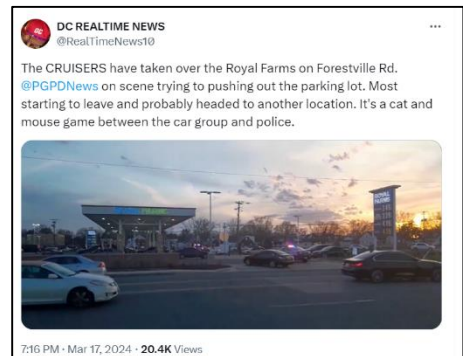 DC REALTIME NEWS
@RealTimeNews10
The CRUISERS have taken over the Royal Farms on Forestville Rd.
@PGPDNews on scene trying to pushing out the parking lot. Most
starting to leave and probably headed to another location. It's a cat and
mouse game between the car group and police.
ROYAL
FARMS
7:16 PM · Mar 17, 2024 · 20.4K Views